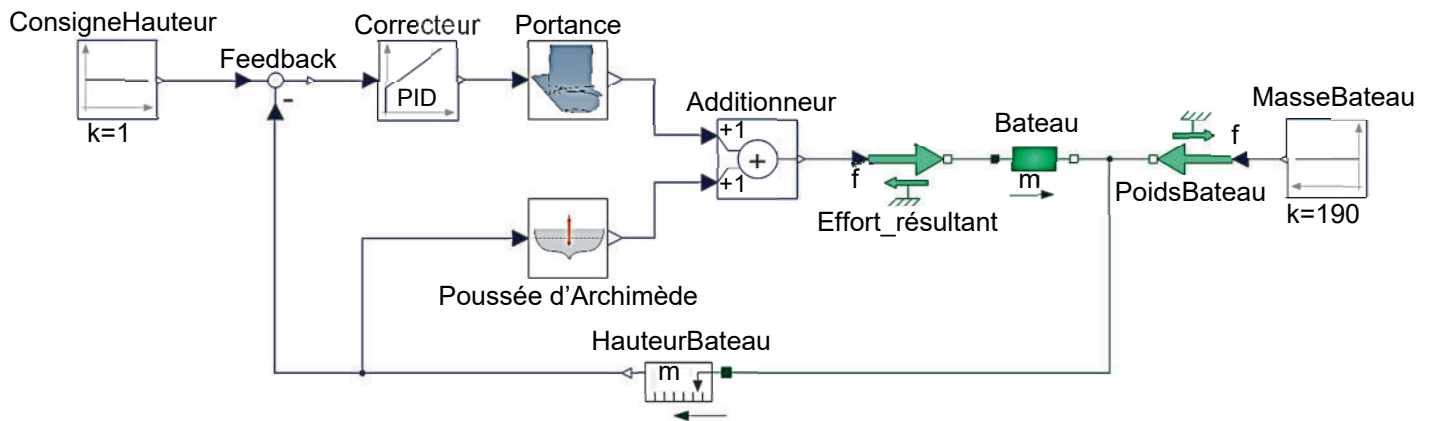 ConsigneHauteur
k=1
Feedback
-
Correcteur
PID
Portance
Additionneur
+1
+
+1
f
Effort_résultant
Bateau
m
PoidsBateau
f
MasseBateau
k=190
Poussée d’Archimède
HauteurBateau
m